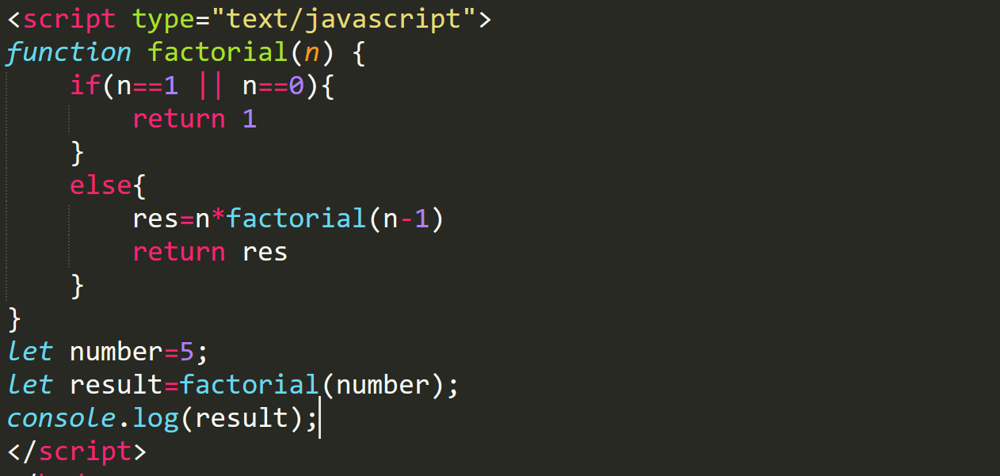 <script type="text/javascript">
function factorial(n) {
    if(n==1 || n==0){
        return 1
    }
    else{
        res=n*factorial(n-1)
        return res
    }
}
let number=5;
let result=factorial(number);
console.log(result);
</script>